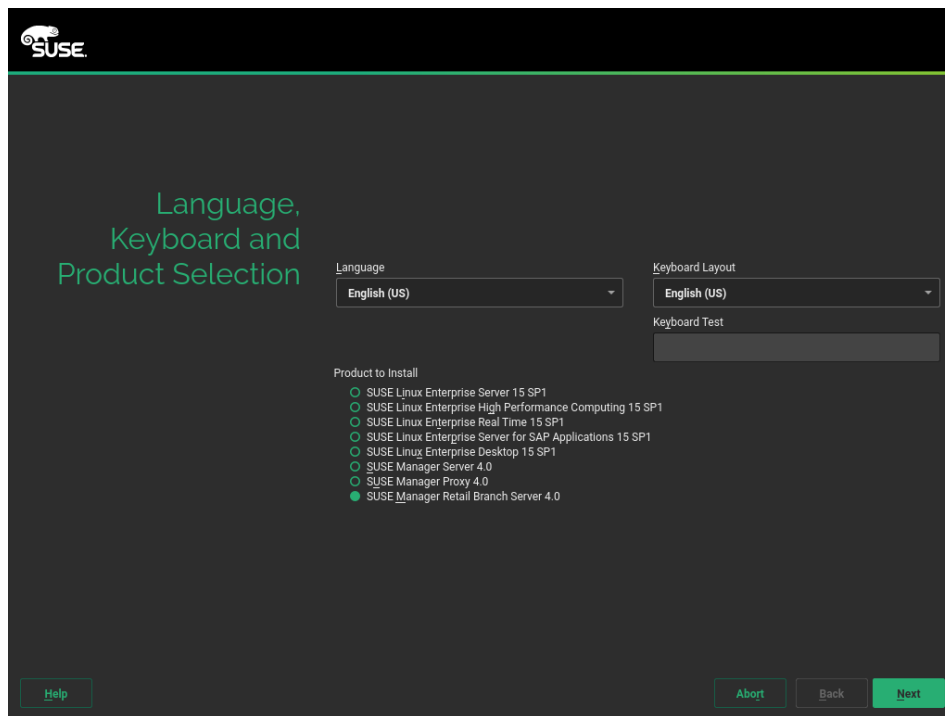 SUSE.
Language,
Keyboard and
Product Selection
Language
English (US)
Keyboard Layout
English (US)
Keyboard Test
Product to Install
SUSE Linux Enterprise Server 15 SP1
SUSE Linux Enterprise High Performance Computing 15 SP1
SUSE Linux Enterprise Real Time 15 SP1
SUSE Linux Enterprise Server for SAP Applications 15 SP1
SUSE Linux Enterprise Desktop 15 SP1
SUSE Manager Server 4.0
SUSE Manager Proxy 4.0
SUSE Manager Retail Branch Server 4.0
Help
Abort
Back
Next